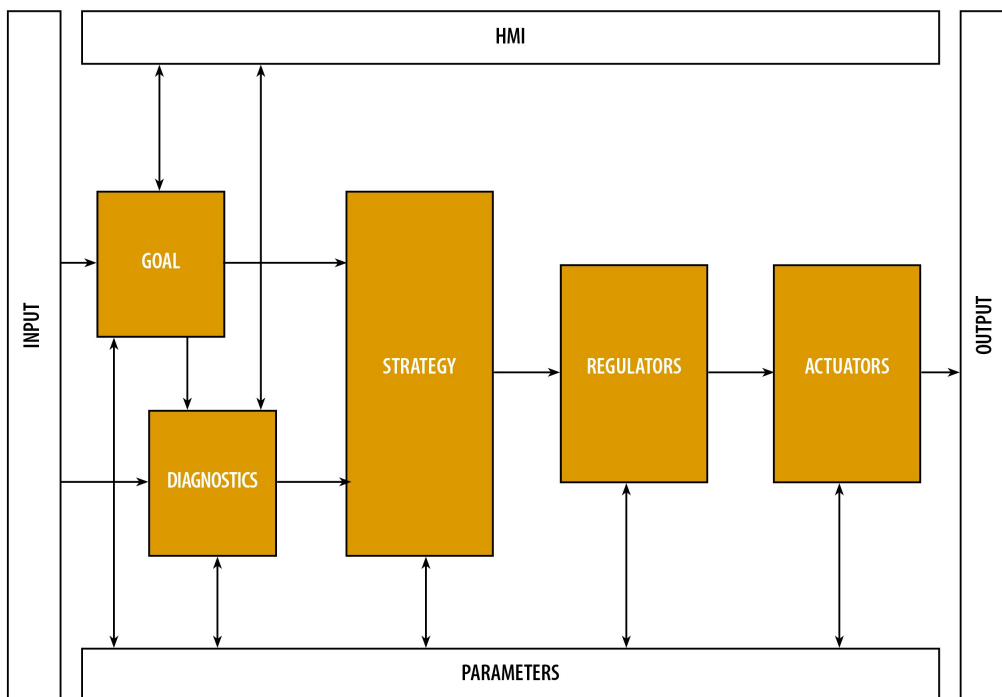 HMI
INPUT
GOAL
DIAGNOSTICS
STRATEGY
REGULATORS
ACTUATORS
OUTPUT
PARAMETERS